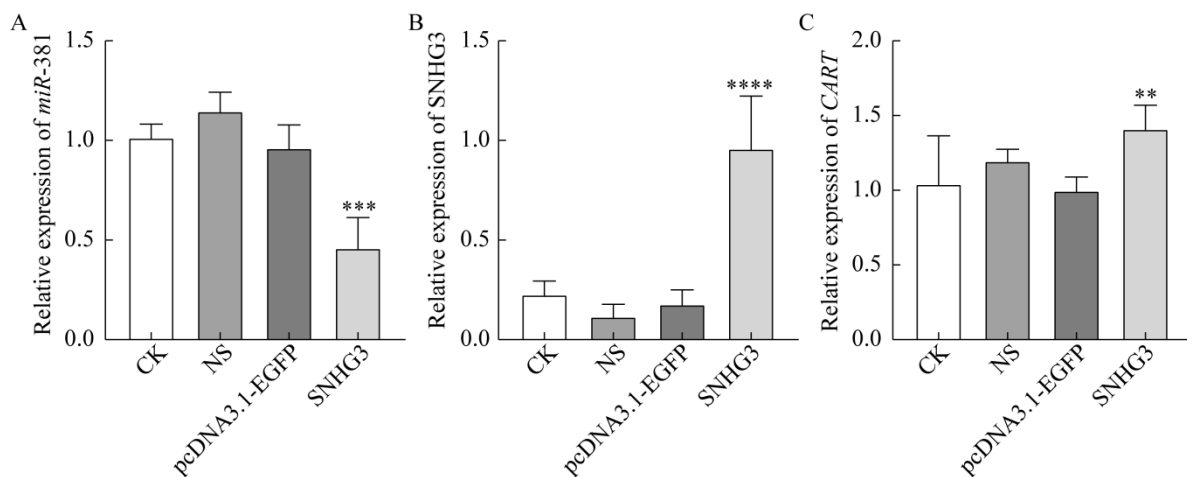 A
Relative expression of miR-381
1.5
1.0
0.5
0.0
***
CK
NS
pcDNA3.1-EGFP
SNHG3
B
Relative expression of SNHG3
1.5
1.0
0.5
0.0
****
CK
NS
pcDNA3.1-EGFP
SNHG3
C
Relative expression of CART
2.0
1.5
1.0
0.5
0.0
**
CK
NS
pcDNA3.1-EGFP
SNHG3